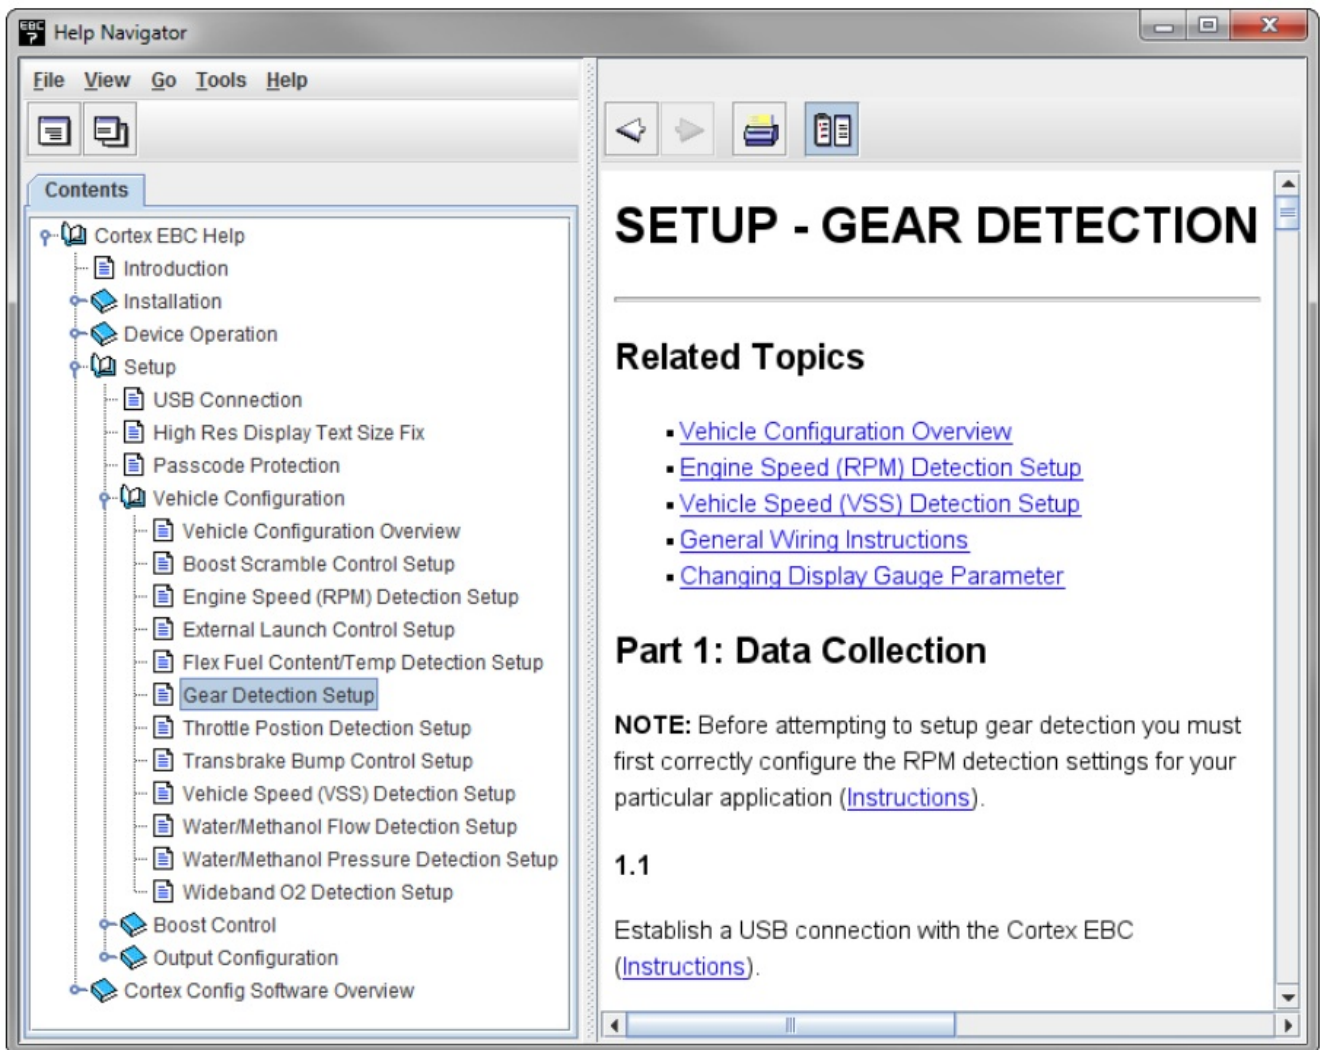 EBC
?
Help Navigator
File View Go Tools Help
Contents
Cortex EBC Help
Introduction
Installation
Device Operation
Setup
USB Connection
High Res Display Text Size Fix
Passcode Protection
Vehicle Configuration
Vehicle Configuration Overview
Boost Scramble Control Setup
Engine Speed (RPM) Detection Setup
External Launch Control Setup
Flex Fuel Content/Temp Detection Setup
Gear Detection Setup
Throttle Postion Detection Setup
Transbrake Bump Control Setup
Vehicle Speed (VSS) Detection Setup
Water/Methanol Flow Detection Setup
Water/Methanol Pressure Detection Setup
Wideband O2 Detection Setup
Boost Control
Output Configuration
Cortex Config Software Overview
SETUP - GEAR DETECTION
Related Topics
Vehicle Configuration Overview
Engine Speed (RPM) Detection Setup
Vehicle Speed (VSS) Detection Setup
General Wiring Instructions
Changing Display Gauge Parameter
Part 1: Data Collection
NOTE: Before attempting to setup gear detection you must
first correctly configure the RPM detection settings for your
particular application (Instructions).
1.1
Establish a USB connection with the Cortex EBC
(Instructions).